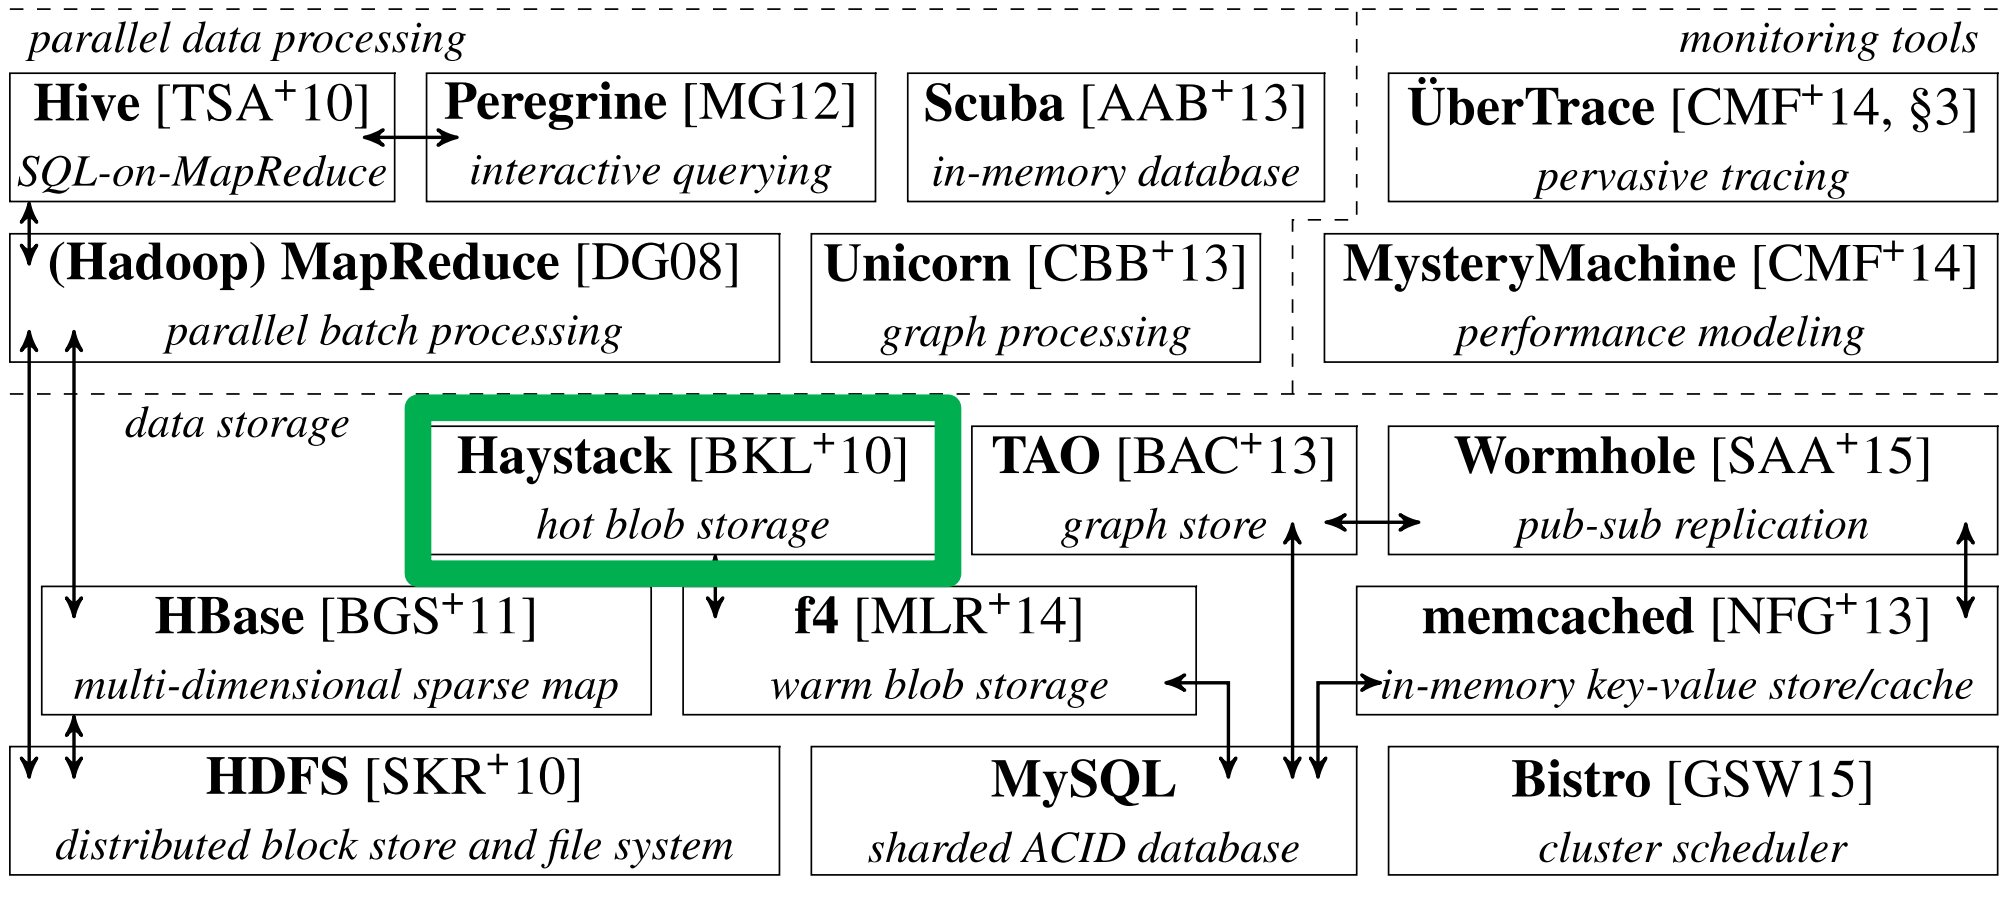 parallel data processing
monitoring tools
Hive [TSA+10]
SQL-on-MapReduce
Peregrine [MG12]
interactive querying
Scuba [AAB+13]
in-memory database
ÜberTrace [CMF+14, §3]
pervasive tracing
(Hadoop) MapReduce [DG08]
parallel batch processing
Unicorn [CBB+13]
graph processing
MysteryMachine [CMF+14]
performance modeling
data storage
Haystack [BKL+10]
hot blob storage
TAO [BAC+13]
graph store
Wormhole [SAA+15]
pub-sub replication
HBase [BGS+11]
multi-dimensional sparse map
f4 [MLR+14]
warm blob storage
memcached [NFG+13]
in-memory key-value store/cache
HDFS [SKR+10]
distributed block store and file system
MySQL
sharded ACID database
Bistro [GSW15]
cluster scheduler